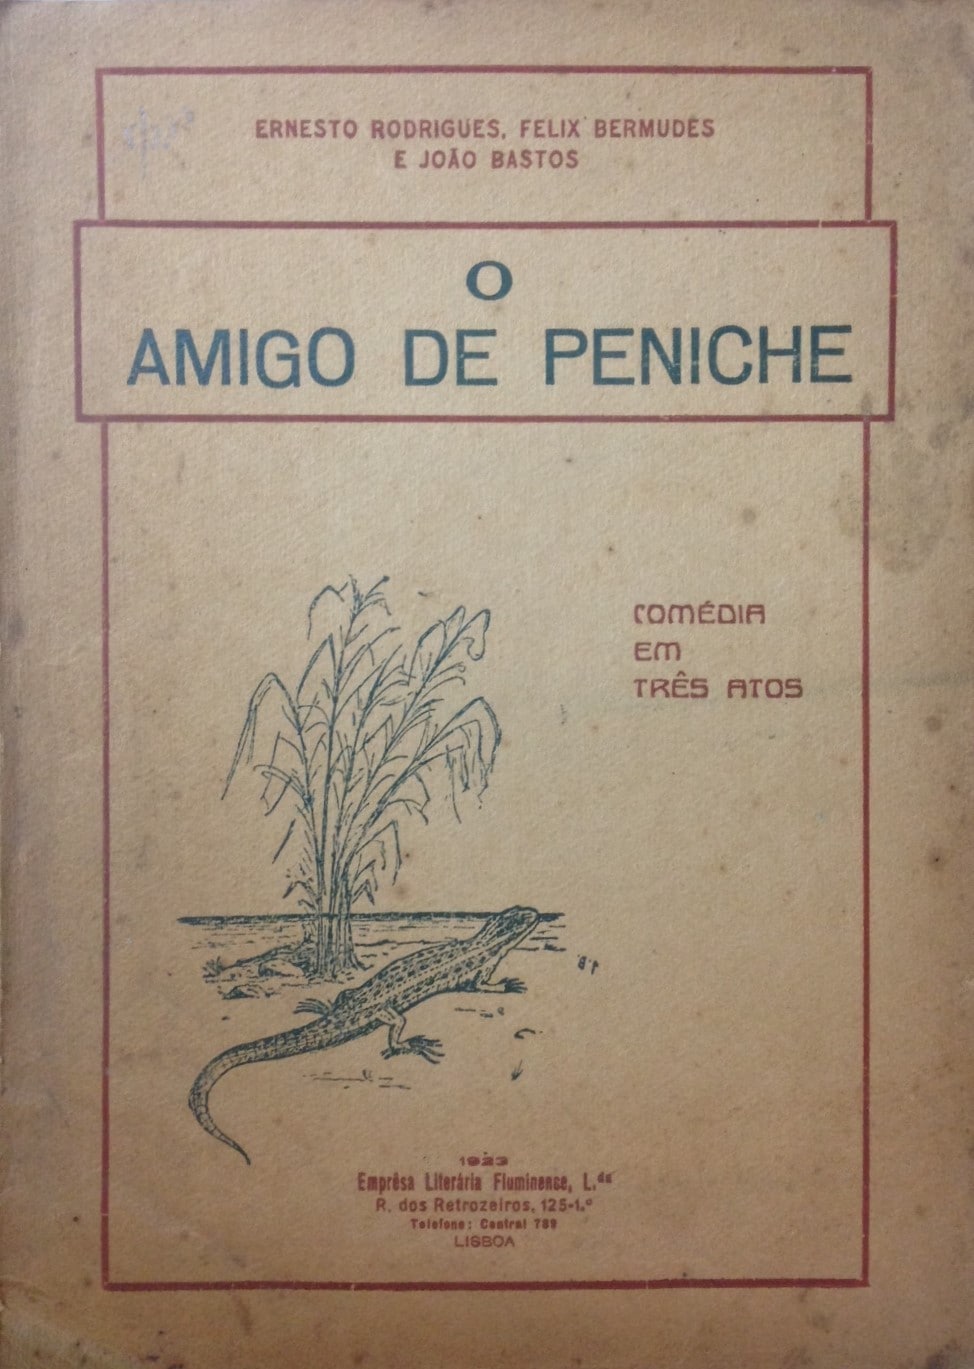 ERNESTO RODRIGUES, FELIX BERMUDES
E JOÃO BASTOS
O
AMIGO DE PENICHE
COMÉDIA
EM
TRÊS ATOS
1923
Emprêsa Literária Fluminense, L.da
R. dos Retrozeiros, 125-1.º
Telefone: Central 789
LISBOA